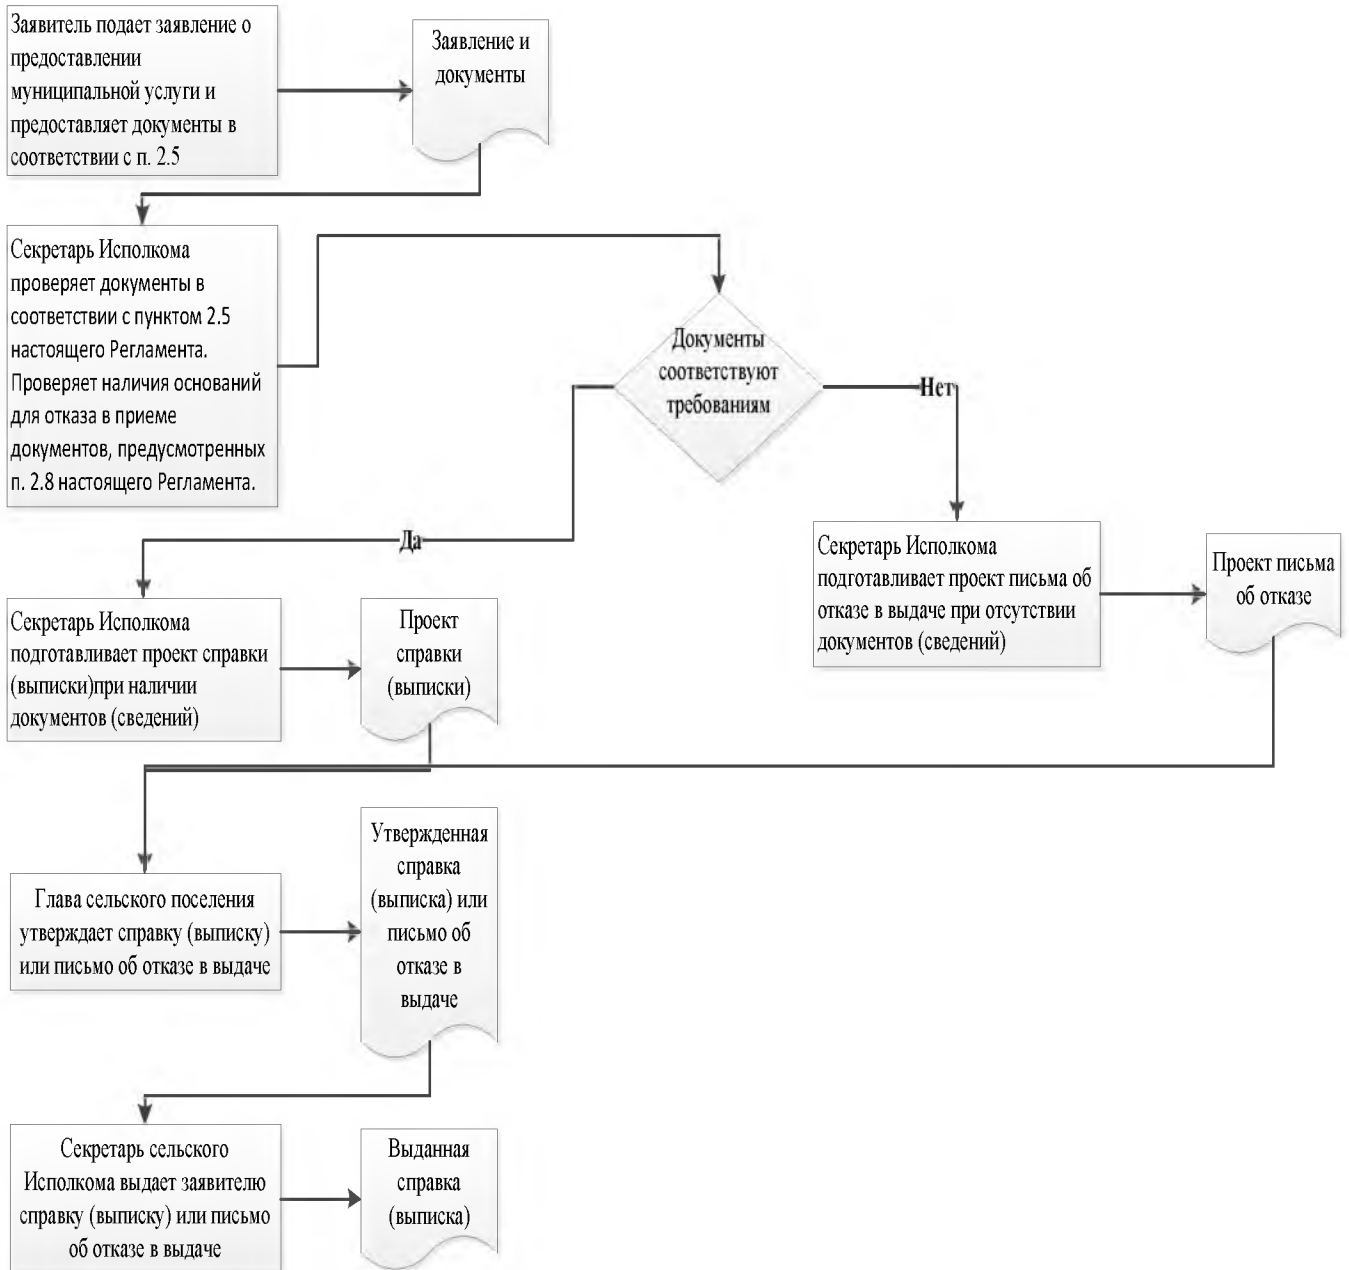 Заявитель подает заявление о
предоставлении
муниципальной услуги и
предоставляет документы в
соответствии с п. 2.5
Заявление и
документы
Секретарь Исполкома
проверяет документы в
соответствии с пунктом 2.5
настоящего Регламента.
Проверяет наличия оснований
для отказа в приеме
документов, предусмотренных
п. 2.8 настоящего Регламента.
Документы
соответствуют
требованиям
Нет
Да
Секретарь Исполкома
подготавливает проект письма об
отказе в выдаче при отсутствии
документов (сведений)
Проект письма
об отказе
Секретарь Исполкома
подготавливает проект справки
(выписки)при наличии
документов (сведений)
Проект
справки
(выписки)
Глава сельского поселения
утверждает справку (выписку)
или письмо об отказе в выдаче
Утвержденная
справка
(выписка) или
письмо об
отказе в
выдаче
Секретарь сельского
Исполкома выдает заявителю
справку (выписку) или письмо
об отказе в выдаче
Выданная
справка
(выписка)